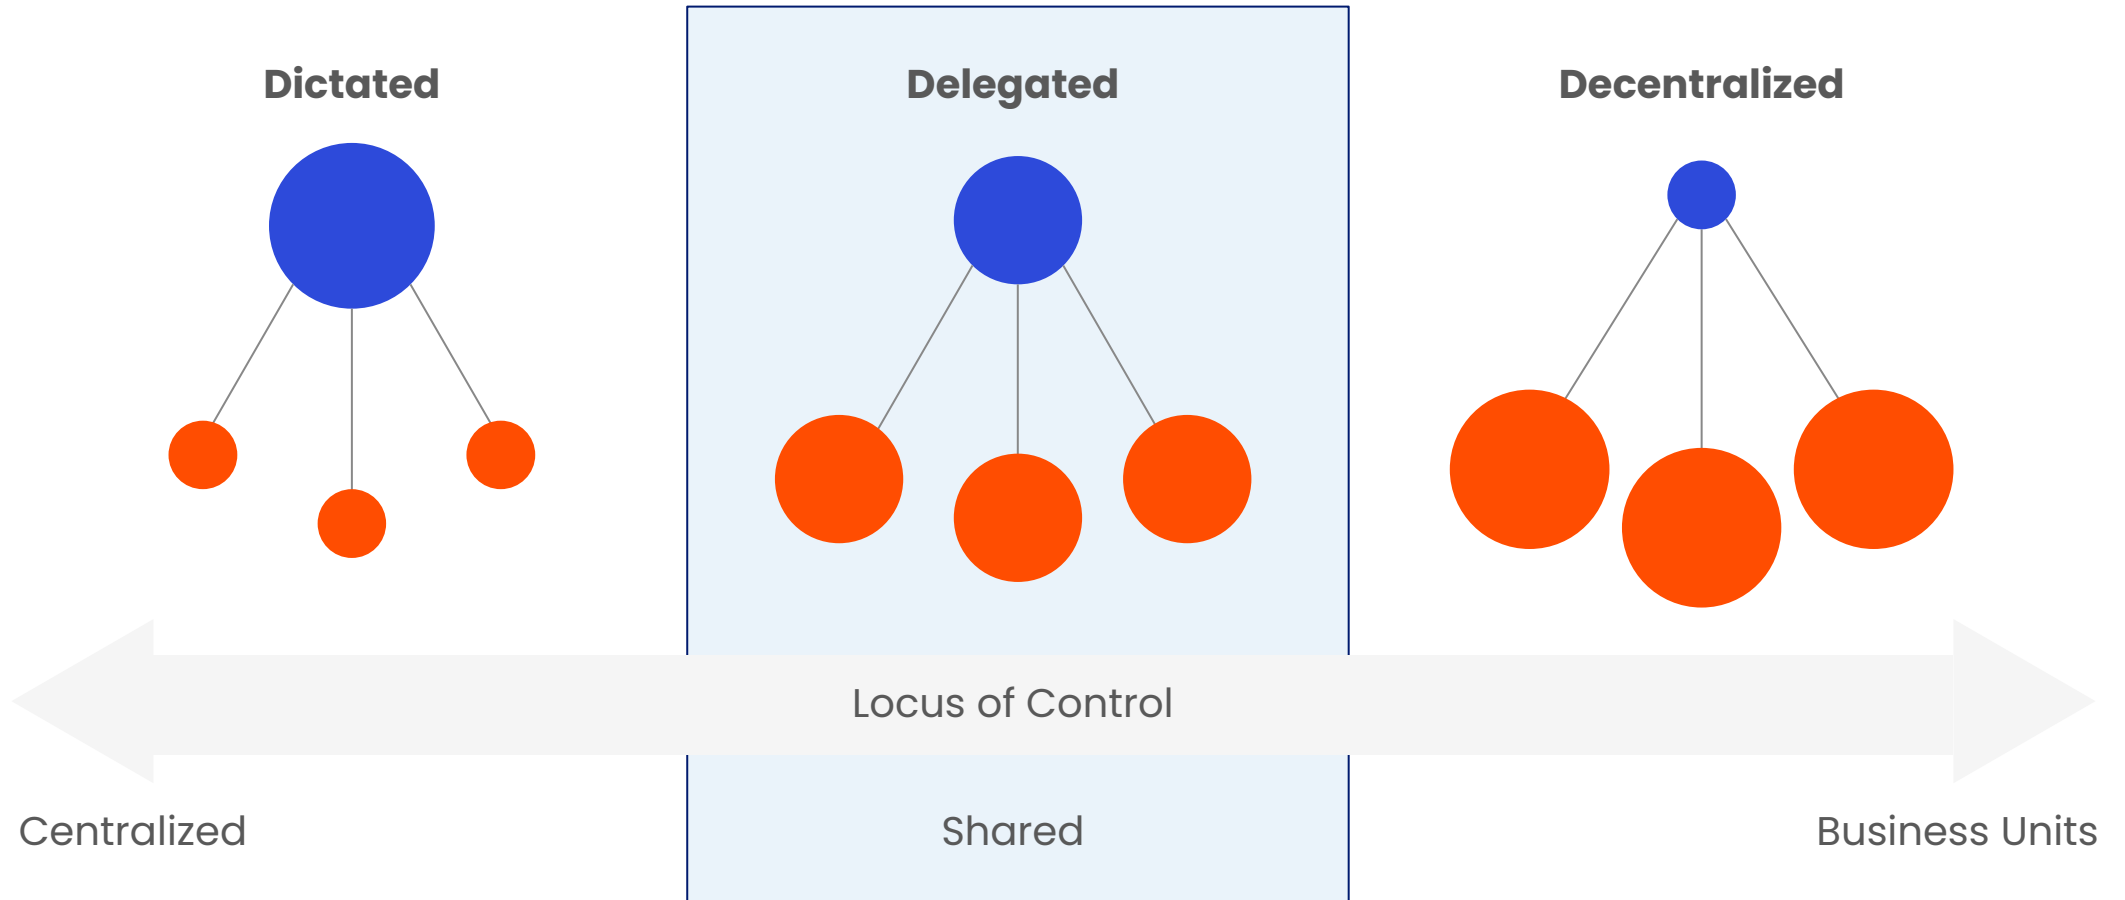 Dictated
Delegated
Decentralized
Locus of Control
Centralized
Shared
Business Units